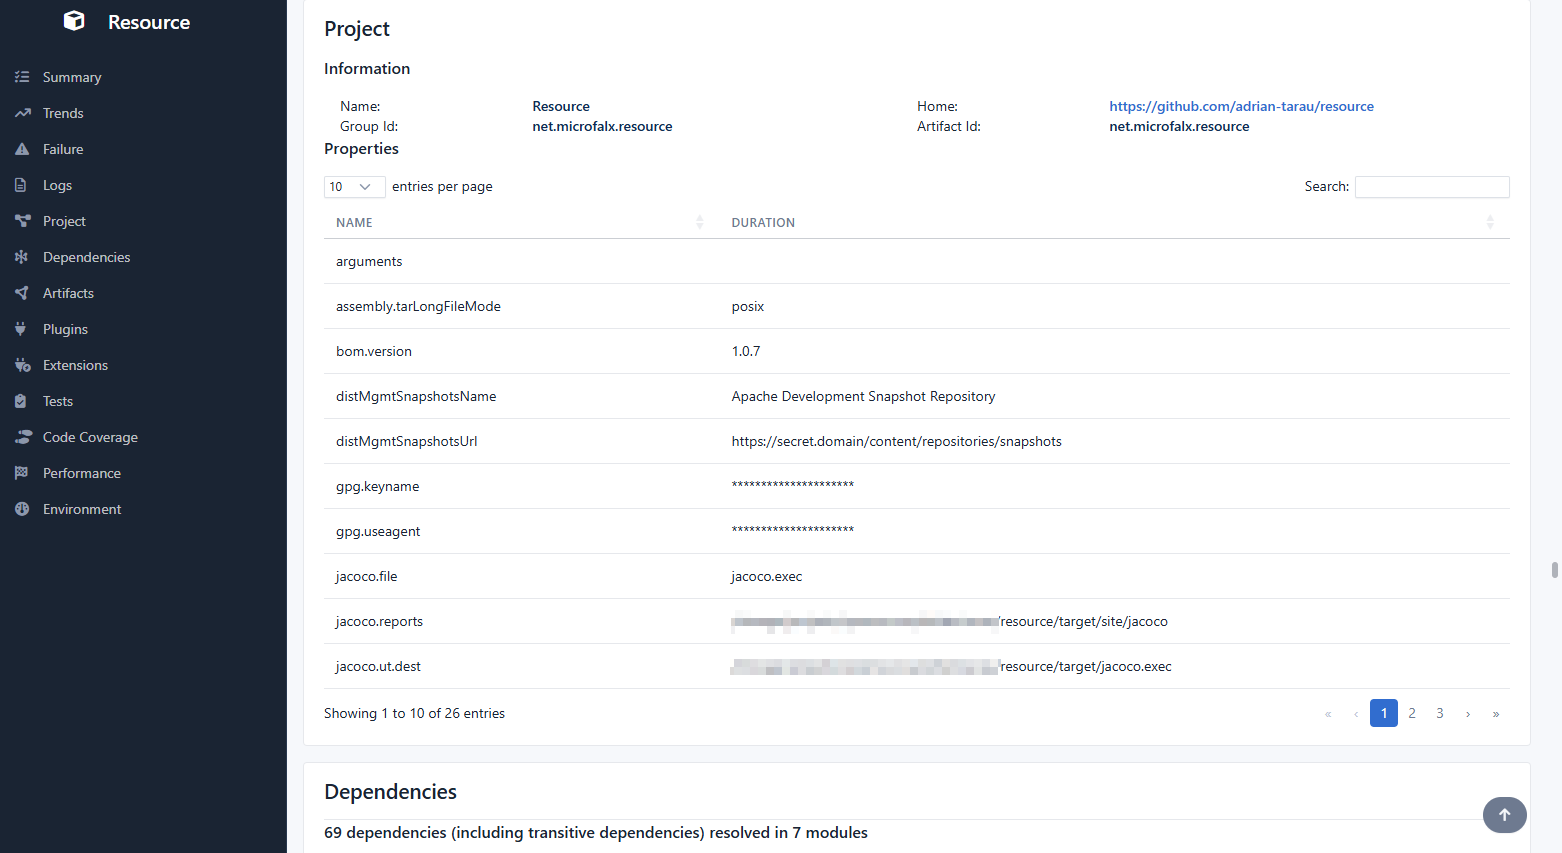 Resource
Summary
Trends
Failure
Logs
Project
Dependencies
Artifacts
Plugins
Extensions
Tests
Code Coverage
Performance
Environment
Project
Information
Name: Resource Home: https://github.com/adrian-tarau/resource
Group Id: net.microfalx.resource Artifact Id: net.microfalx.resource
Properties
10 entries per page Search:
NAME DURATION
arguments
assembly.tarLongFileMode posix
bom.version 1.0.7
distMgmtSnapshotsName Apache Development Snapshot Repository
distMgmtSnapshotsUrl https://secret.domain/content/repositories/snapshots
gpg.keyname *********************
gpg.useagent *********************
jacoco.file jacoco.exec
jacoco.reports /resource/target/site/jacoco
jacoco.ut.dest /resource/target/jacoco.exec
Showing 1 to 10 of 26 entries « ‹ 1 2 3 › »
Dependencies
69 dependencies (including transitive dependencies) resolved in 7 modules